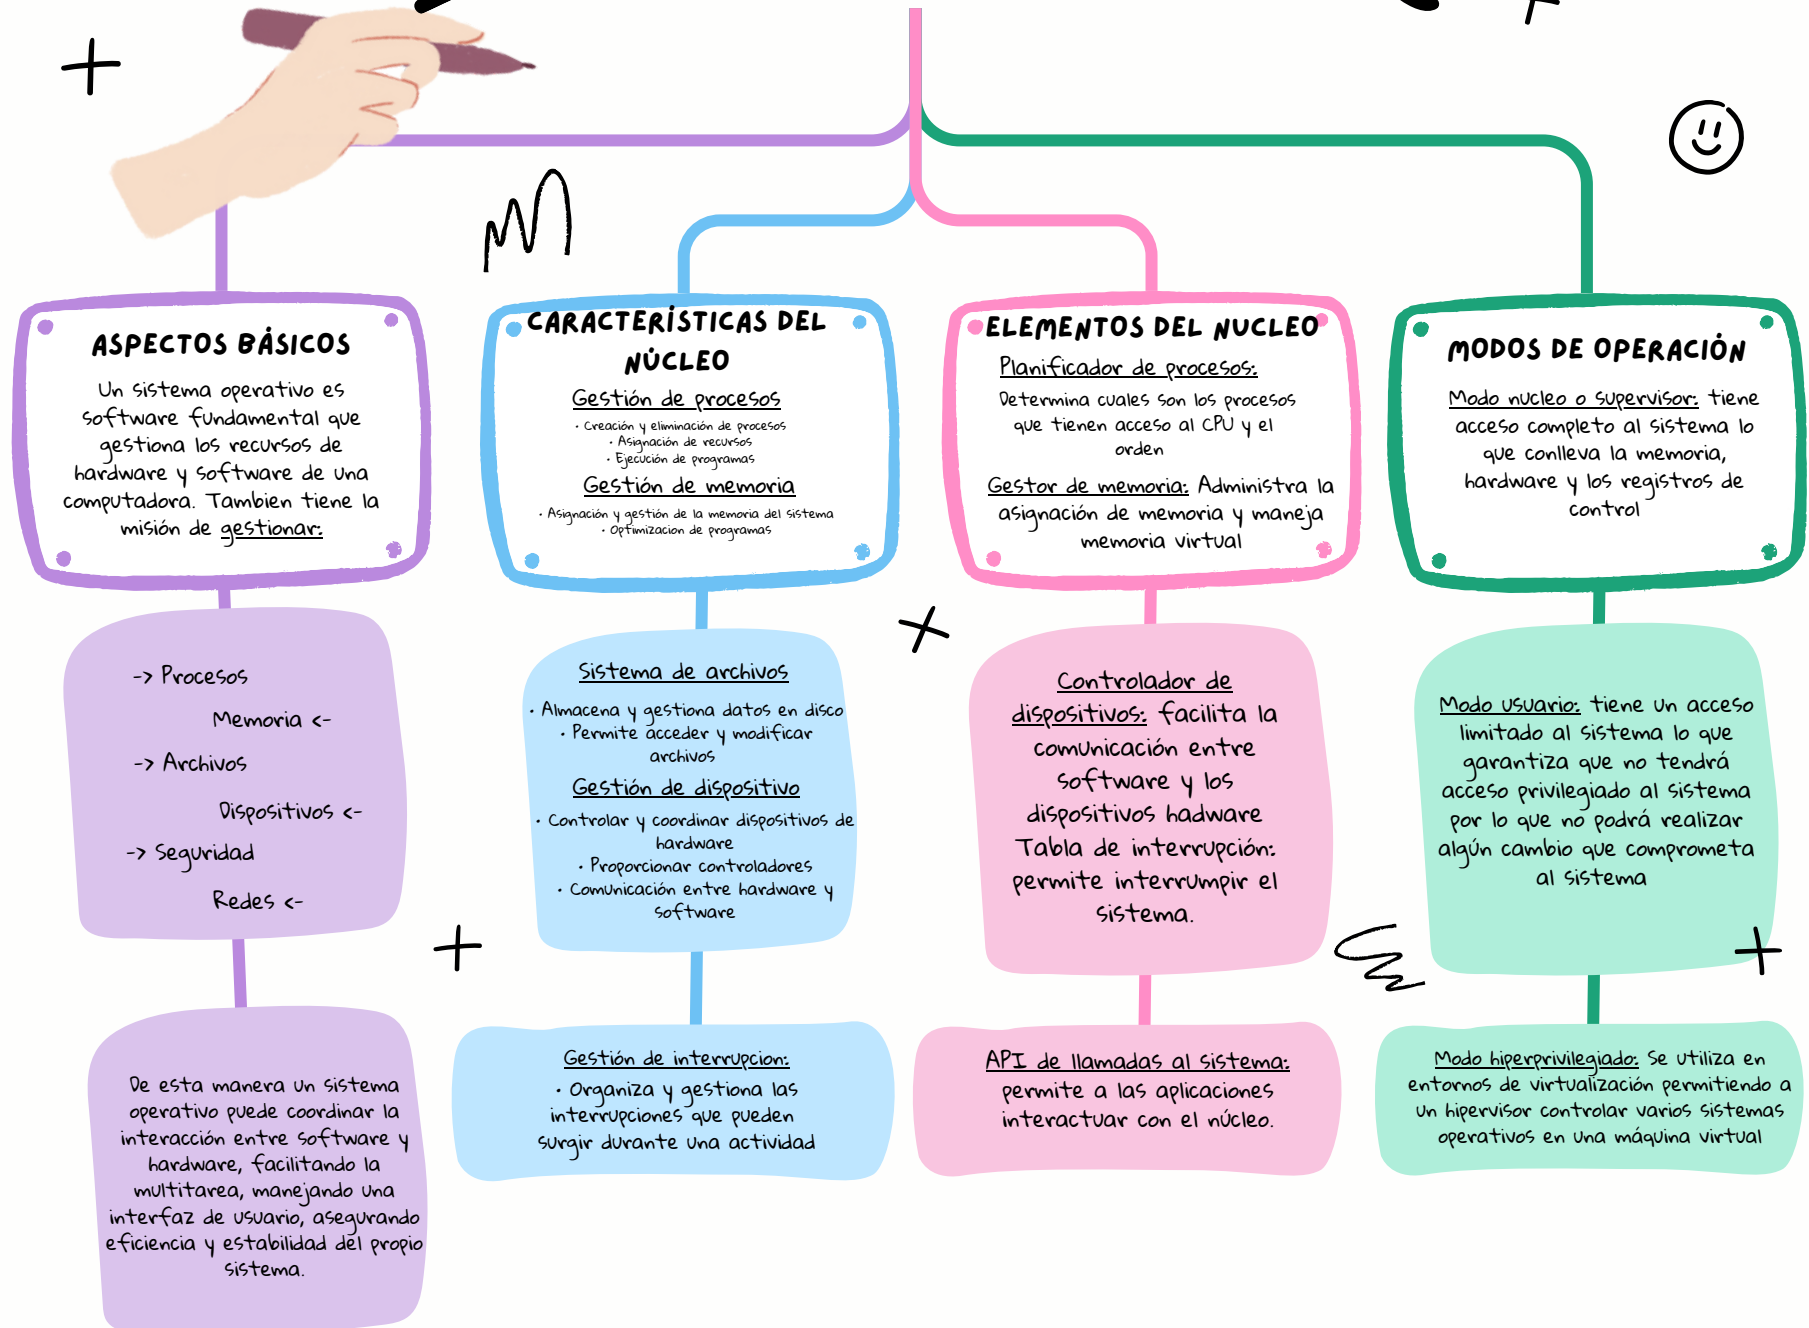 ASPECTOS BÁSICOS
Un sistema operativo es
software fundamental que
gestiona los recursos de
hardware y software de una
computadora. Tambien tiene la
misión de gestionar:
-> Procesos
Memoria <-
-> Archivos
Dispositivos <-
-> Seguridad
Redes <-
De esta manera un sistema
operativo puede coordinar la
interacción entre software y
hardware, facilitando la
multitarea, manejando una
interfaz de usuario, asegurando
eficiencia y estabilidad del propio
sistema.
CARACTERÍSTICAS DEL
NÚCLEO
Gestión de procesos
• Creación y eliminación de procesos
• Asignación de recursos
• Ejecución de programas
Gestión de memoria
• Asignación y gestión de la memoria del sistema
• Optimización de programas
Sistema de archivos
• Almacena y gestiona datos en disco
• Permite acceder y modificar
archivos
Gestión de dispositivo
• Controlar y coordinar dispositivos de
hardware
• Proporcionar controladores
• Comunicación entre hardware y
software
Gestión de interrupcion:
• Organiza y gestiona las
interrupciones que pueden
surgir durante una actividad
ELEMENTOS DEL NUCLEO
Planificador de procesos:
Determina cuales son los procesos
que tienen acceso al CPU y el
orden
Gestor de memoria: Administra la
asignación de memoria y maneja
memoria virtual
Controlador de
dispositivos: facilita la
comunicación entre
software y los
dispositivos hadware
Tabla de interrupción:
permite interrumpir el
sistema.
API de llamadas al sistema:
permite a las aplicaciones
interactuar con el núcleo.
MODOS DE OPERACIÓN
Modo nucleo o supervisor: tiene
acceso completo al sistema lo
que conlleva la memoria,
hardware y los registros de
control
Modo usuario: tiene un acceso
limitado al sistema lo que
garantiza que no tendrá
acceso privilegiado al sistema
por lo que no podrá realizar
algún cambio que comprometa
al sistema
Modo hiperprivilegiado: Se utiliza en
entornos de virtualización permitiendo a
un hipervisor controlar varios sistemas
operativos en una máquina virtual